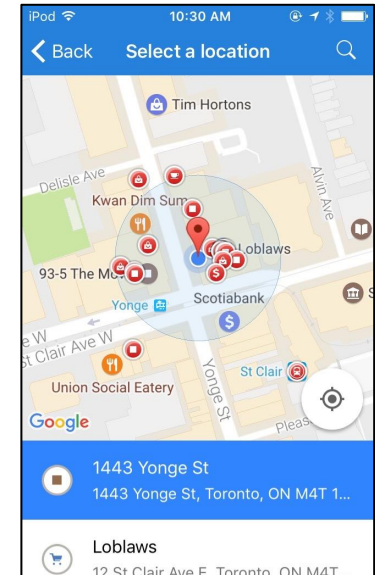 iPod 10:30 AM
Back Select a location
Tim Hortons
Delisle Ave
Alvin Ave
Kwan Dim Sum
Loblaws
93-5 The Mo
Scotiabank
Yonge
St Clair Ave W
St Clair
Union Social Eatery
Yonge St
Pleas
Google
1443 Yonge St
1443 Yonge St, Toronto, ON M4T 1...
Loblaws
12 St Clair Ave E, Toronto, ON M4T...